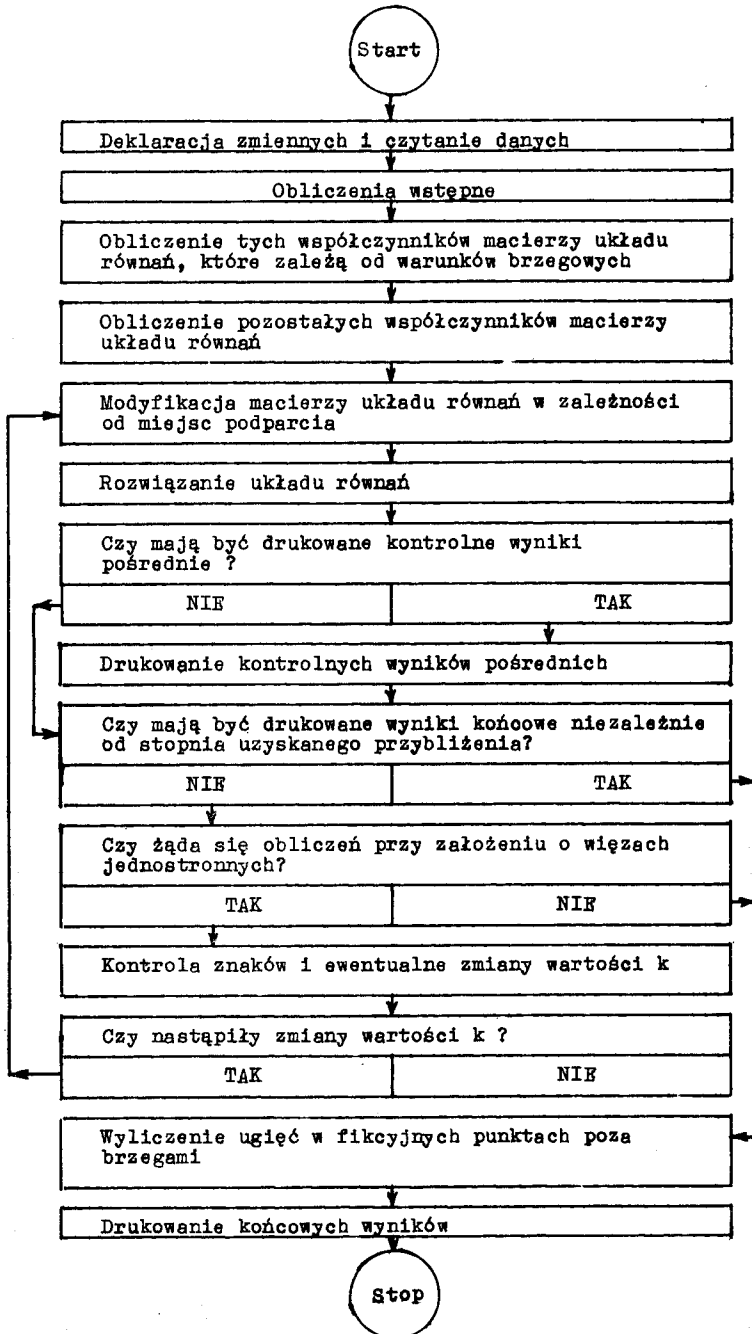 Start
Deklaracja zmiennych i czytanie danych
Obliczenia wstępne
Obliczenie tych współczynników macierzy układu
równań, które zależą od warunków brzegowych
Obliczenie pozostałych współczynników macierzy
układu równań
Modyfikacja macierzy układu równań w zależności
od miejsc podparcia
Rozwiązanie układu równań
Czy mają być drukowane kontrolne wyniki
pośrednie ?
NIE TAK
Drukowanie kontrolnych wyników pośrednich
Czy mają być drukowane wyniki końcowe niezależnie
od stopnia uzyskanego przybliżenia?
NIE TAK
Czy żąda się obliczeń przy założeniu o więzach
jednostronnych?
TAK NIE
Kontrola znaków i ewentualne zmiany wartości k
Czy nastąpiły zmiany wartości k ?
TAK NIE
Wyliczenie ugięć w fikcyjnych punktach poza
brzegami
Drukowanie końcowych wyników
Stop